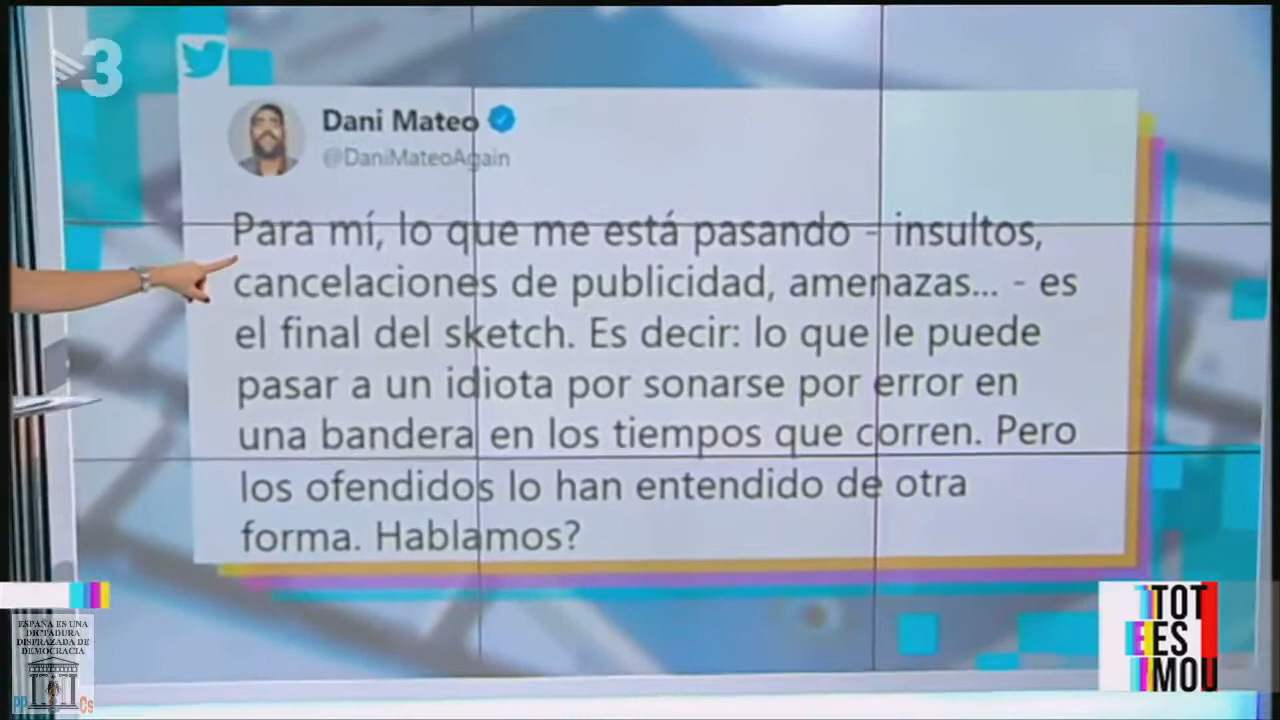 3
Dani Mateo
@DaniMateoAgain
Para mí, lo que me está pasando - insultos,
cancelaciones de publicidad, amenazas... - es
el final del sketch. Es decir: lo que le puede
pasar a un idiota por sonarse por error en
una bandera en los tiempos que corren. Pero
los ofendidos lo han entendido de otra
forma. Hablamos?
ESPAÑA ES UNA
DICTADURA
DISFRAZADA DE
DEMOCRACIA
PP Cs
TOT
ES
MOU